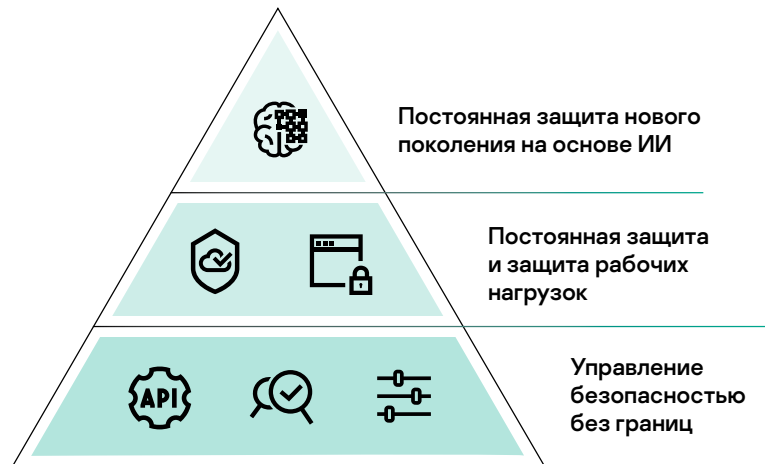 Постоянная защита нового
поколения на основе ИИ
Постоянная защита
и защита рабочих
нагрузок
API
Управление
безопасностью
без границ